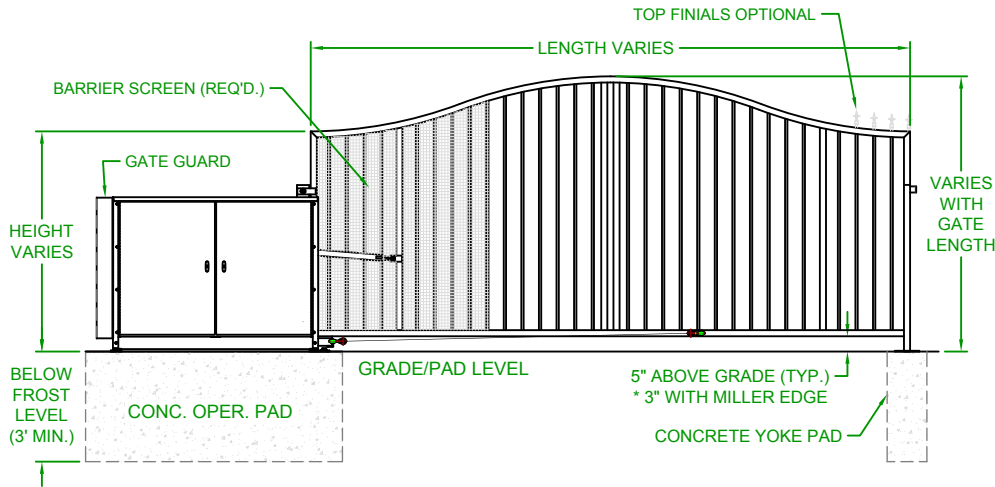 TOP FINIALS OPTIONAL
LENGTH VARIES
BARRIER SCREEN (REQ'D.)
GATE GUARD
HEIGHT
VARIES
VARIES
WITH
GATE
LENGTH
GRADE/PAD LEVEL
BELOW
FROST
LEVEL
(3' MIN.)
CONC. OPER. PAD
5" ABOVE GRADE (TYP.)
* 3" WITH MILLER EDGE
CONCRETE YOKE PAD